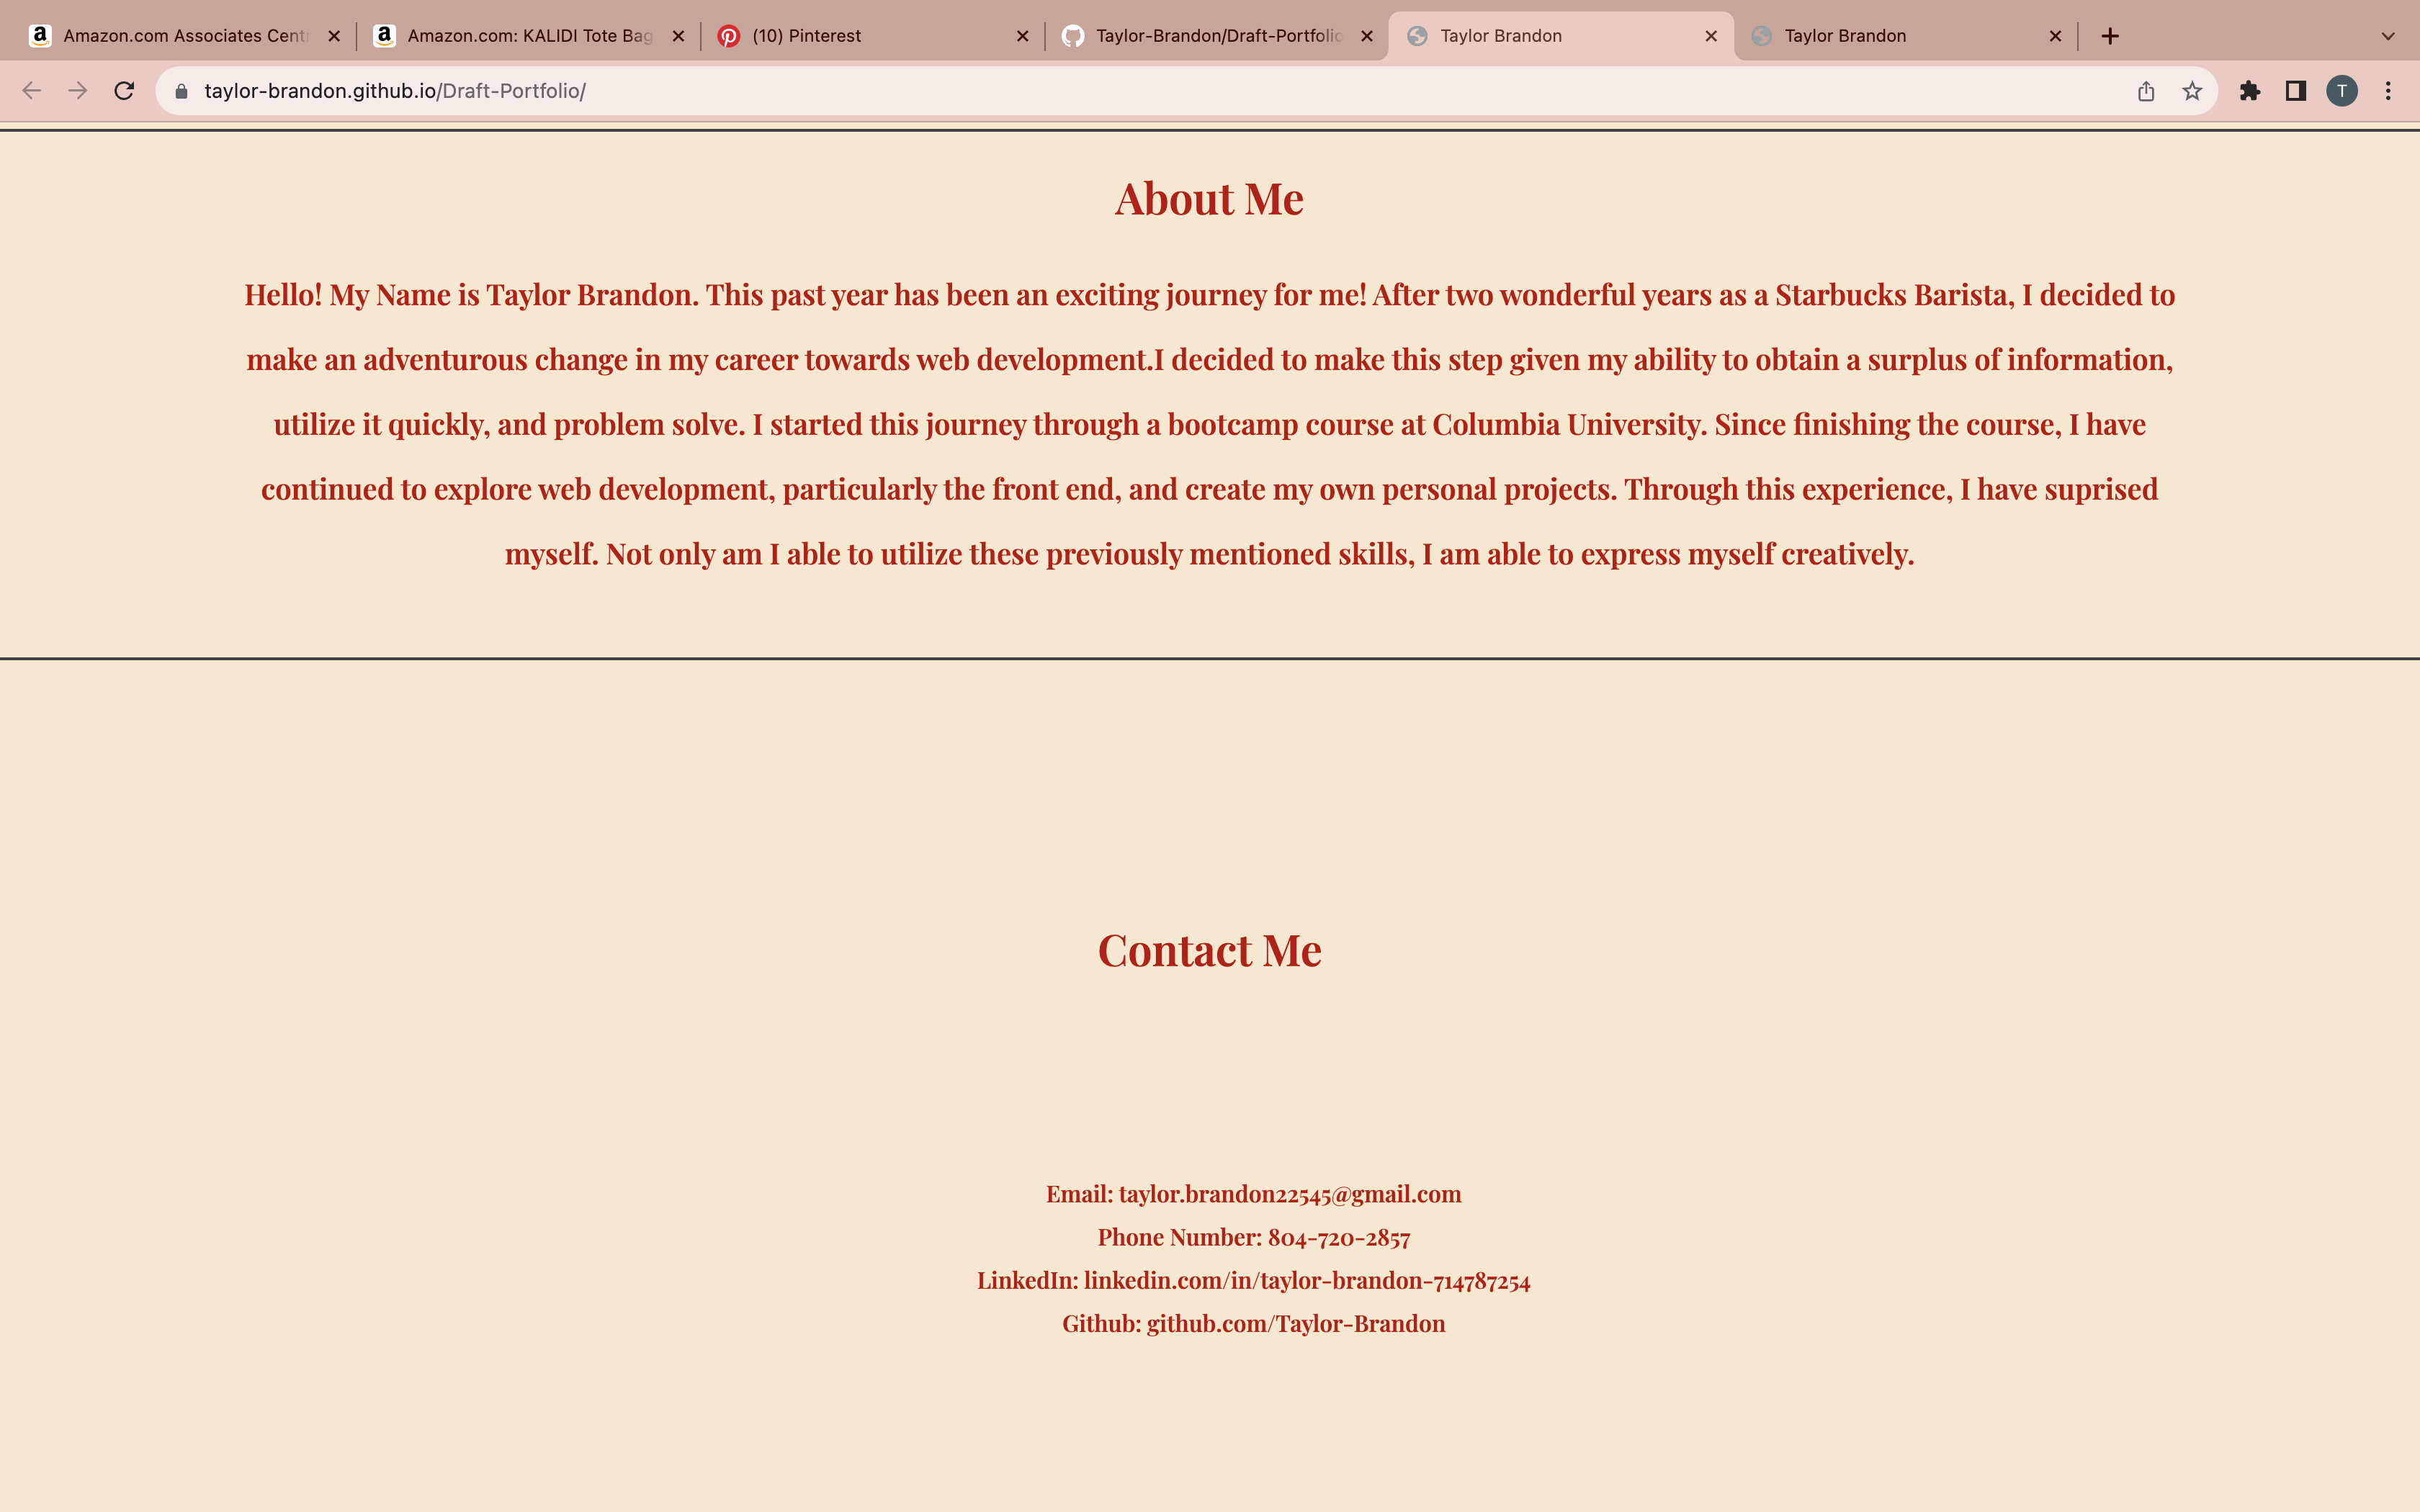 Amazon.com Associates Cent
Amazon.com: KALIDI Tote Bag
(10) Pinterest
Taylor-Brandon/Draft-Portfolio
Taylor Brandon
Taylor Brandon
taylor-brandon.github.io/Draft-Portfolio/
T
About Me
Hello! My Name is Taylor Brandon. This past year has been an exciting journey for me! After two wonderful years as a Starbucks Barista, I decided to
make an adventurous change in my career towards web development.I decided to make this step given my ability to obtain a surplus of information,
utilize it quickly, and problem solve. I started this journey through a bootcamp course at Columbia University. Since finishing the course, I have
continued to explore web development, particularly the front end, and create my own personal projects. Through this experience, I have suprised
myself. Not only am I able to utilize these previously mentioned skills, I am able to express myself creatively.
Contact Me
Email: taylor.brandon22545@gmail.com
Phone Number: 804-720-2857
LinkedIn: linkedin.com/in/taylor-brandon-714787254
Github: github.com/Taylor-Brandon